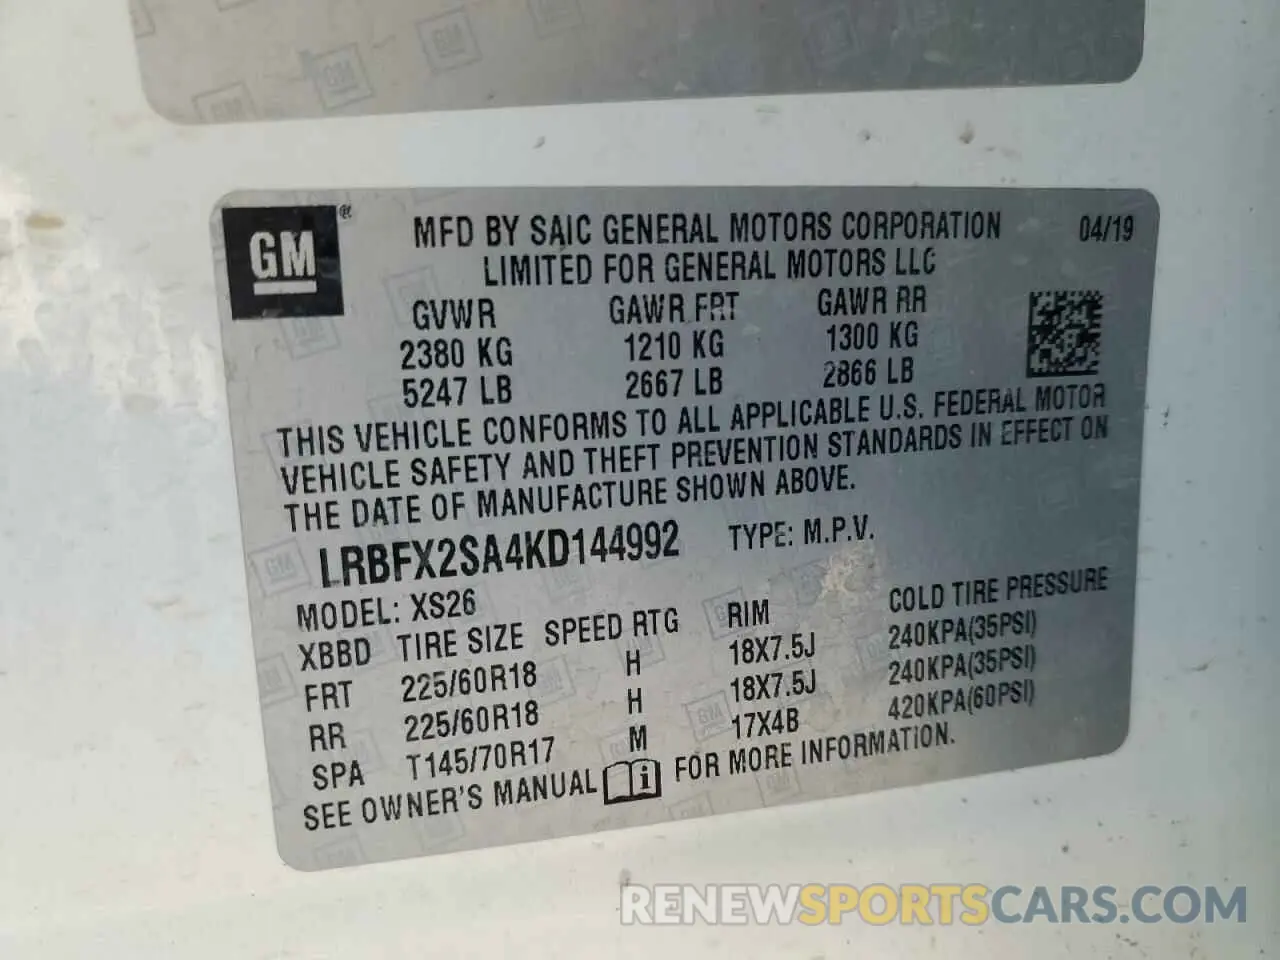 GM
MFD BY SAIC GENERAL MOTORS CORPORATION 04/19
LIMITED FOR GENERAL MOTORS LLC
GVWR GAWR FRT GAWR RR
2380 KG 1210 KG 1300 KG
5247 LB 2667 LB 2866 LB
THIS VEHICLE CONFORMS TO ALL APPLICABLE U.S. FEDERAL MOTOR
VEHICLE SAFETY AND THEFT PREVENTION STANDARDS IN EFFECT ON
THE DATE OF MANUFACTURE SHOWN ABOVE.
LRBFX2SA4KD144992 TYPE: M.P.V.
MODEL: XS26
XBBD TIRE SIZE SPEED RTG RIM COLD TIRE PRESSURE
FRT 225/60R18 H 18X7.5J 240KPA(35PSI)
RR 225/60R18 H 18X7.5J 240KPA(35PSI)
SPA T145/70R17 M 17X4B 420KPA(60PSI)
SEE OWNER'S MANUAL FOR MORE INFORMATION.
RENEWSPORTSCARS.COM